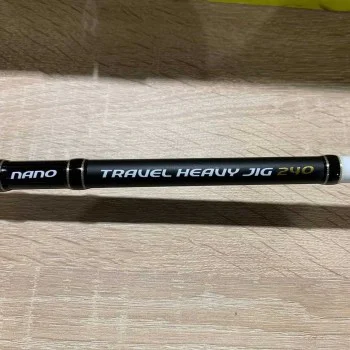 NANO TRAVEL HEAVY JIG 240